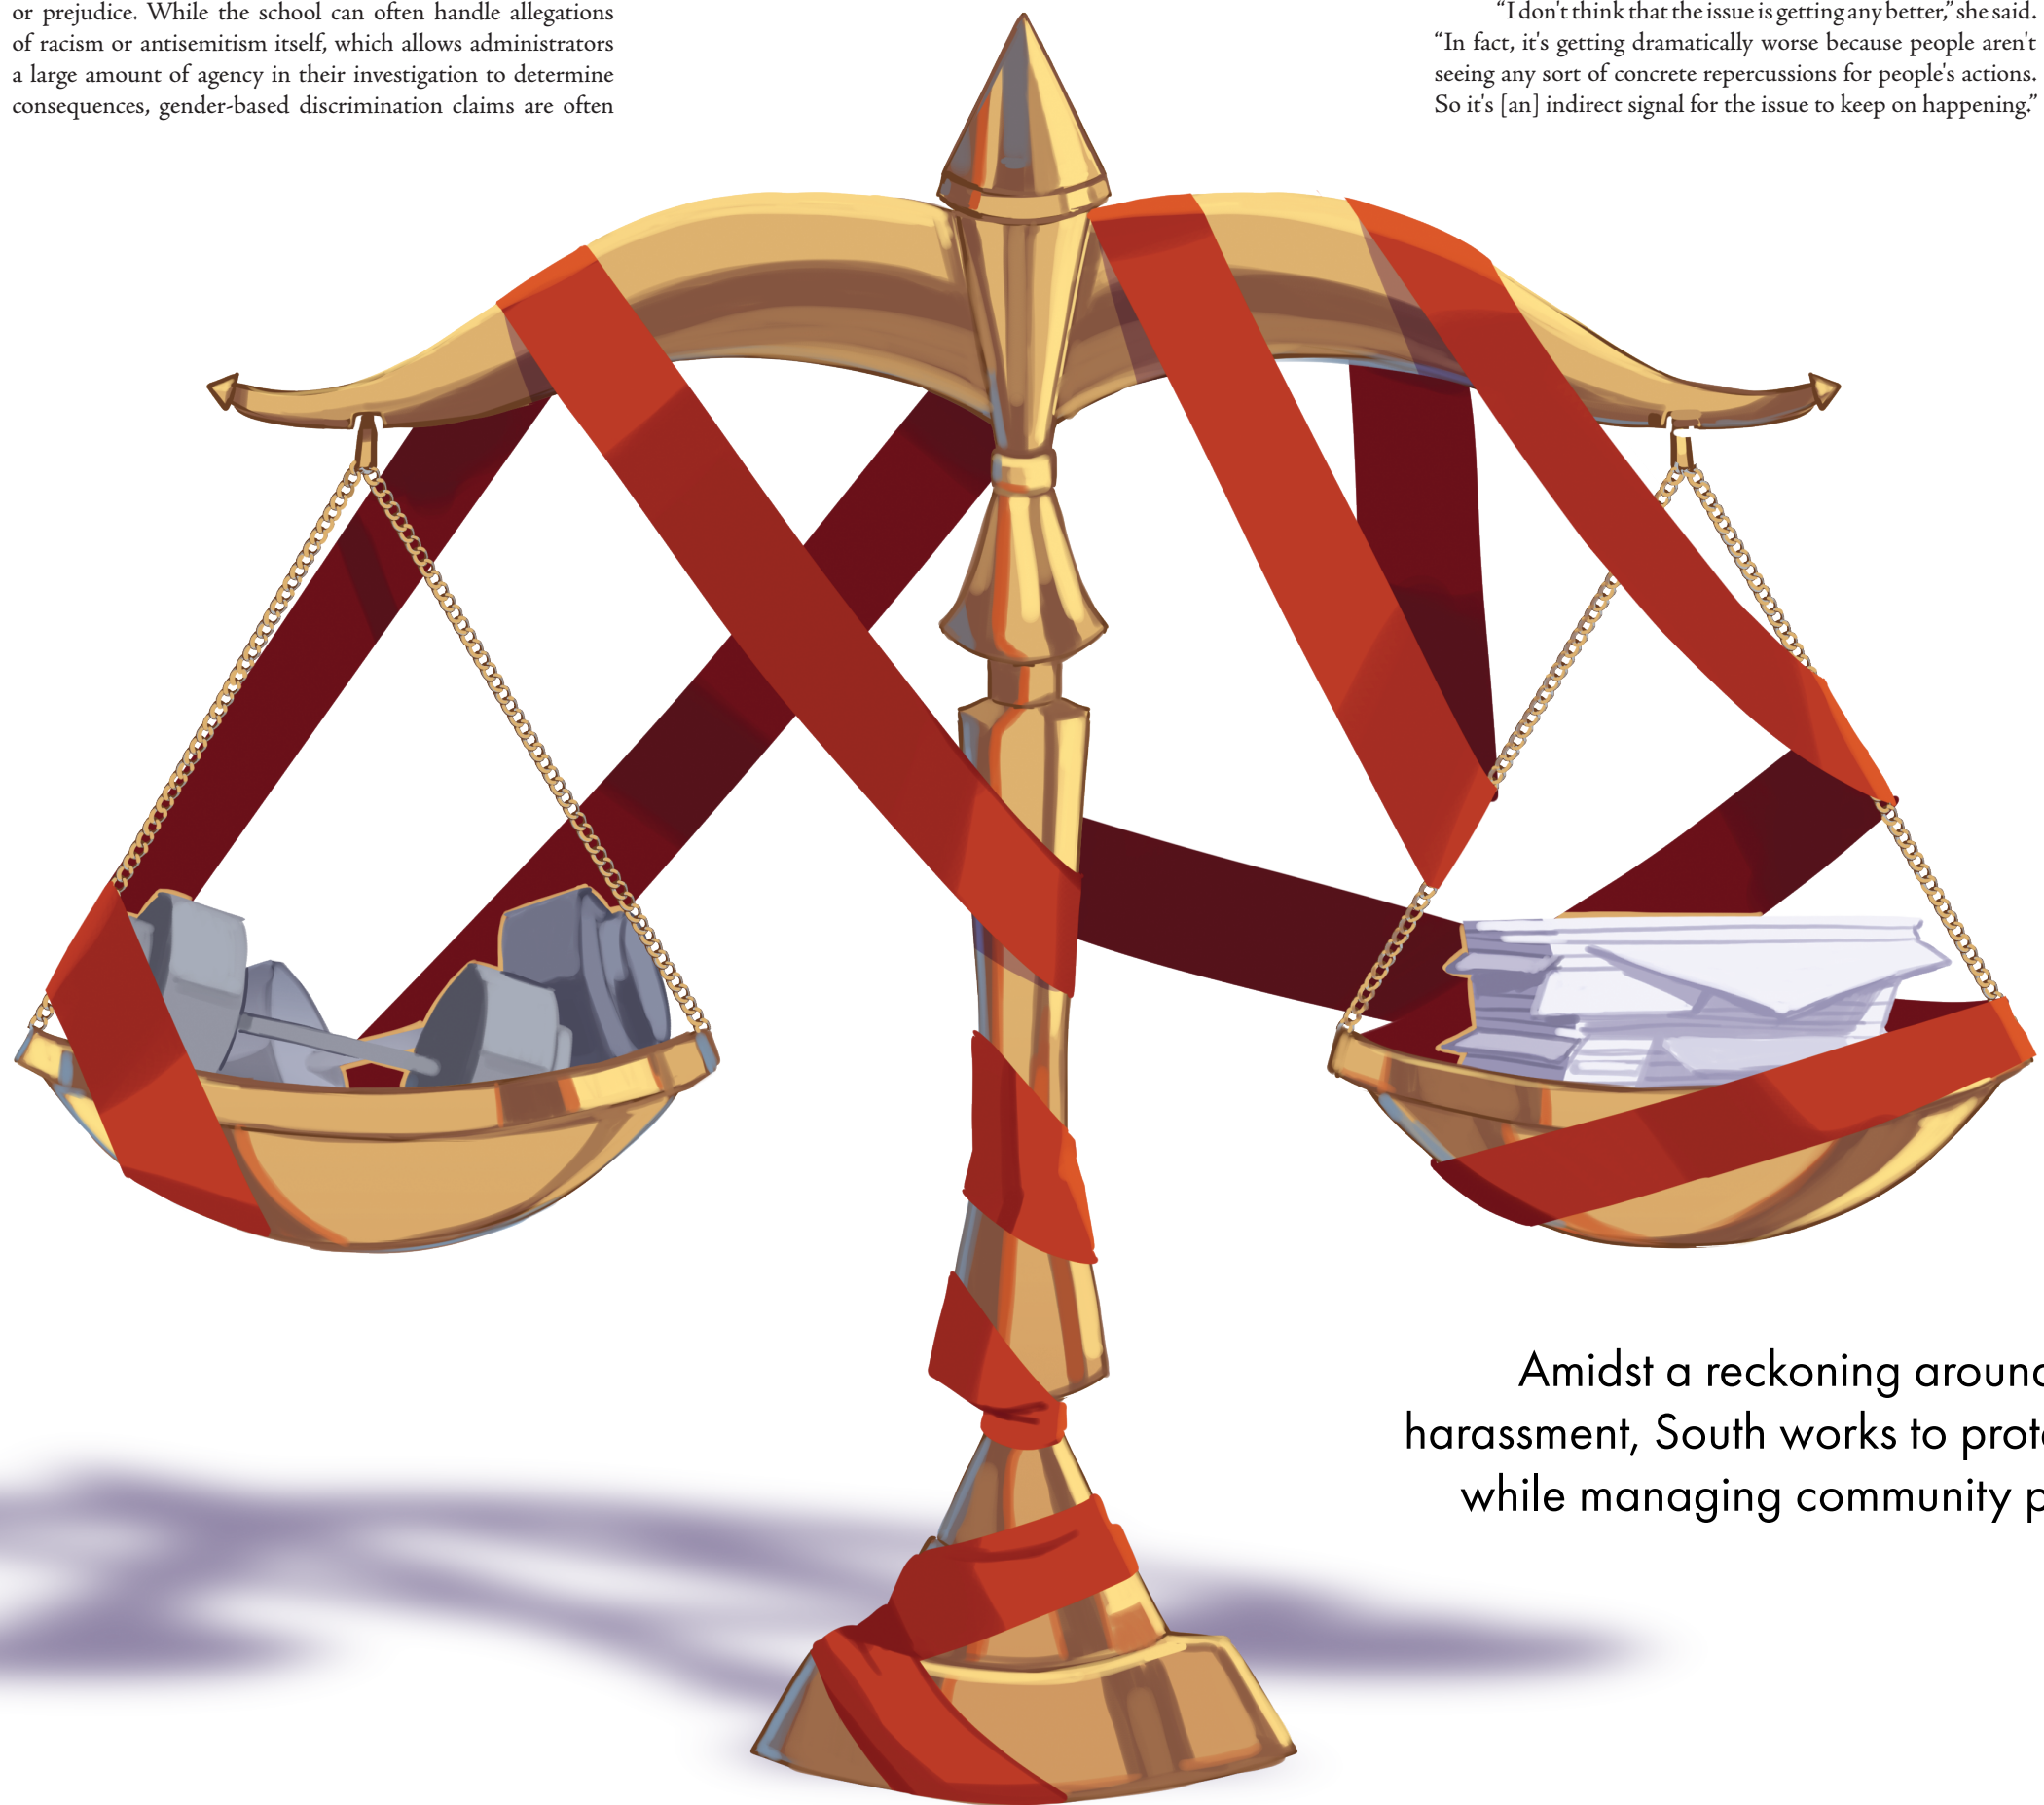 or prejudice. While the school can often handle allegations
of racism or antisemitism itself, which allows administrators
a large amount of agency in their investigation to determine
consequences, gender-based discrimination claims are often
“I don't think that the issue is getting any better,” she said.
“In fact, it's getting dramatically worse because people aren't
seeing any sort of concrete repercussions for people's actions.
So it's [an] indirect signal for the issue to keep on happening.”
Amidst a reckoning around
harassment, South works to
while managing community